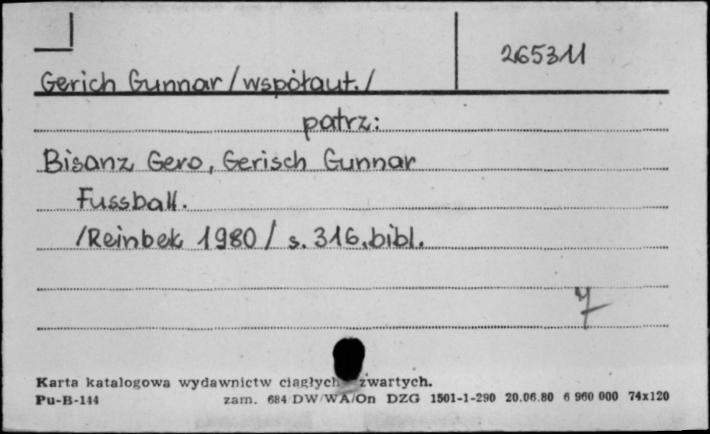 265311
Gerich Gunnar /współaut./
patrz:
Bisanz Gero, Gerisch Gunnar
Fussball.
/Reinbek 1980/ s. 316, bibl.
7
Karta katalogowa wydawnictw ciągłych zwartych.
Pu-B-144 zam. 684/DW/WA/On DZG 1501-1-290 20.06.80 6 960 000 74x120